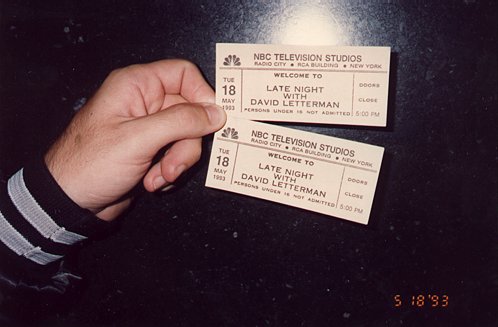 NBC TELEVISION STUDIOS
RADIO CITY • RCA BUILDING • NEW YORK
TUE
18
MAY
1993
WELCOME TO
LATE NIGHT
WITH
DAVID LETTERMAN
PERSONS UNDER 16 NOT ADMITTED
DOORS
CLOSE
5:00 PM
NBC TELEVISION STUDIOS
RADIO CITY • RCA BUILDING • NEW YORK
TUE
18
MAY
1993
WELCOME TO
LATE NIGHT
WITH
DAVID LETTERMAN
PERSONS UNDER 16 NOT ADMITTED
DOORS
CLOSE
5:00 PM
5 18 '93